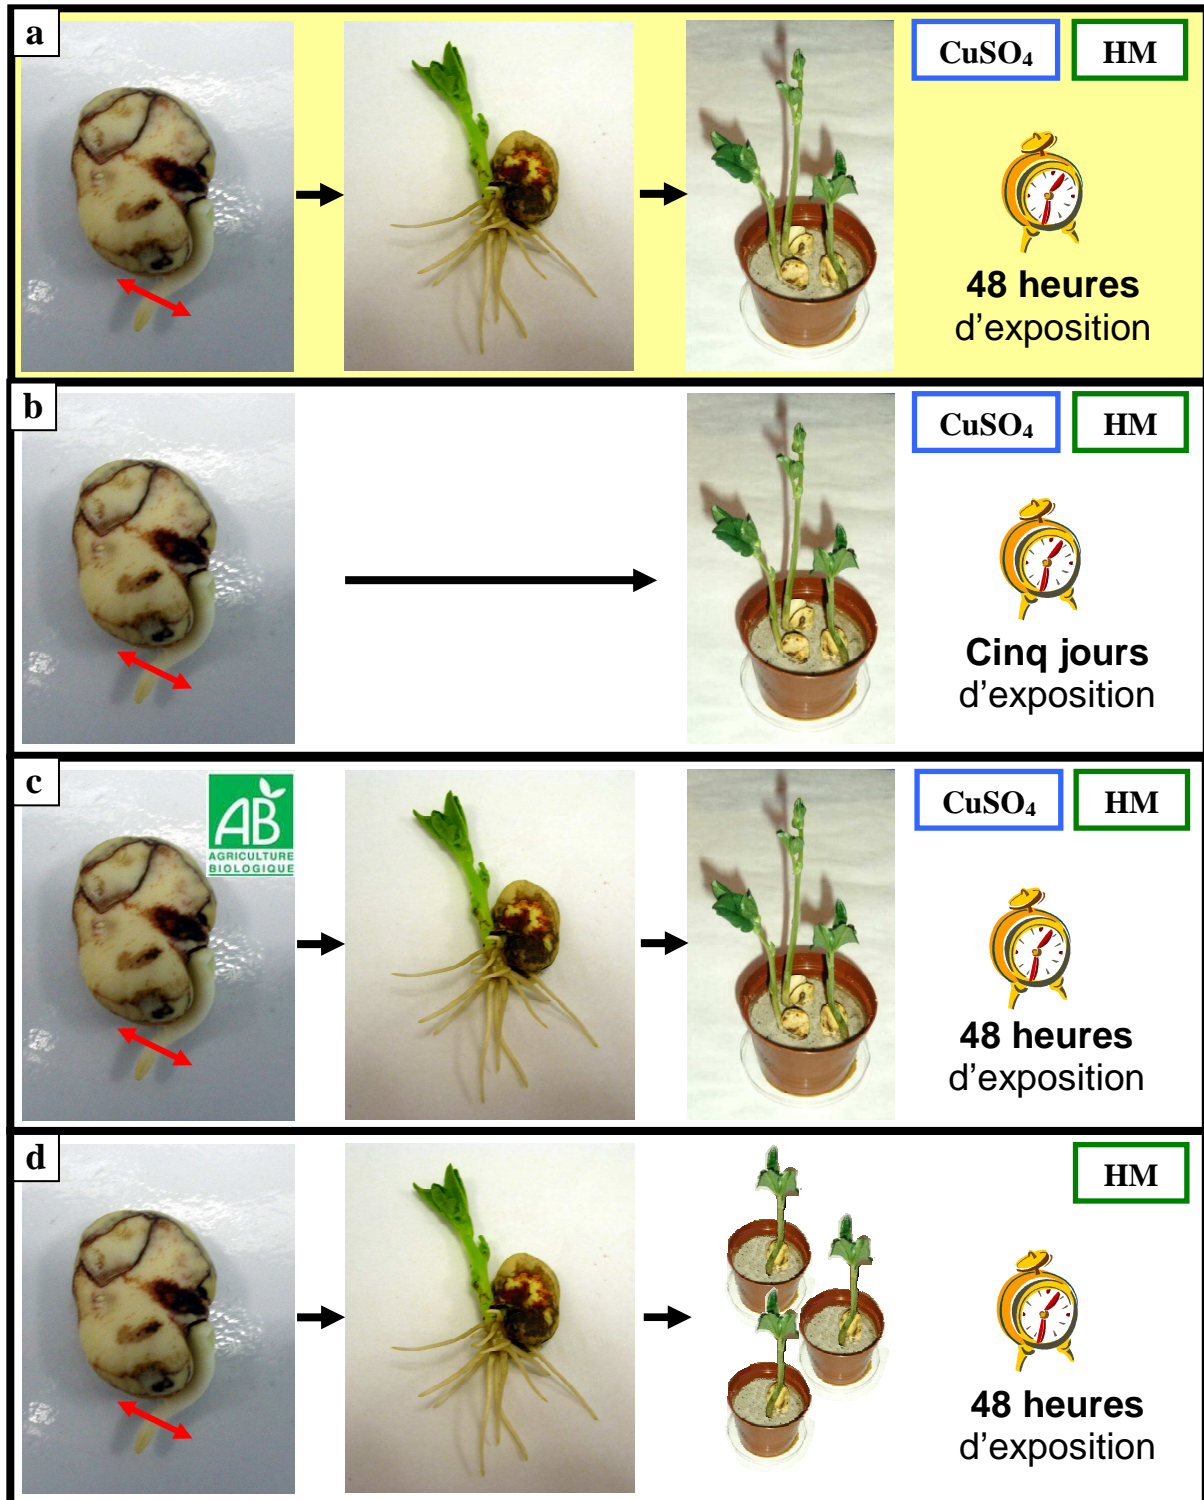 a
CuSO₄ HM
48 heures
d'exposition
b
CuSO₄ HM
Cinq jours
d'exposition
c
AB
AGRICULTURE
BIOLOGIQUE
CuSO₄ HM
48 heures
d'exposition
d
HM
48 heures
d'exposition